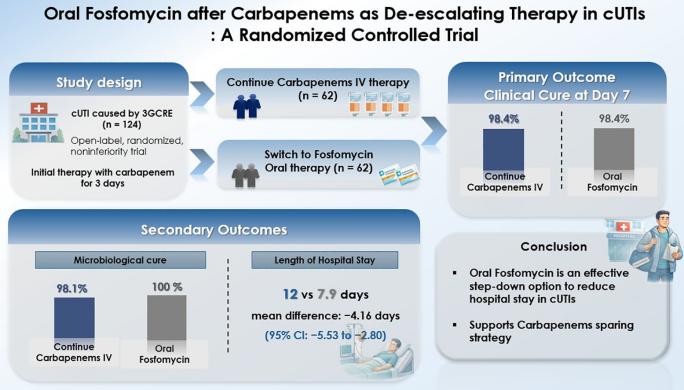 Oral Fosfomycin after Carbapenems as De-escalating Therapy in cUTIs
: A Randomized Controlled Trial
Study design
cUTI caused by 3GCRE
(n = 124)
Open-label, randomized,
noninferiority trial
Initial therapy with carbapenem
for 3 days
Continue Carbapenems IV therapy
(n = 62)
Switch to Fosfomycin
Oral therapy (n = 62)
Primary Outcome
Clinical Cure at Day 7
98.4%
98.4%
Continue
Carbapenems IV
Oral
Fosfomycin
Secondary Outcomes
Microbiological cure
98.1%
100 %
Continue
Carbapenems IV
Oral
Fosfomycin
Length of Hospital Stay
12 vs 7.9 days
mean difference: −4.16 days
(95% CI: −5.53 to −2.80)
Conclusion
▪ Oral Fosfomycin is an effective
step-down option to reduce
hospital stay in cUTIs
▪ Supports Carbapenems sparing
strategy